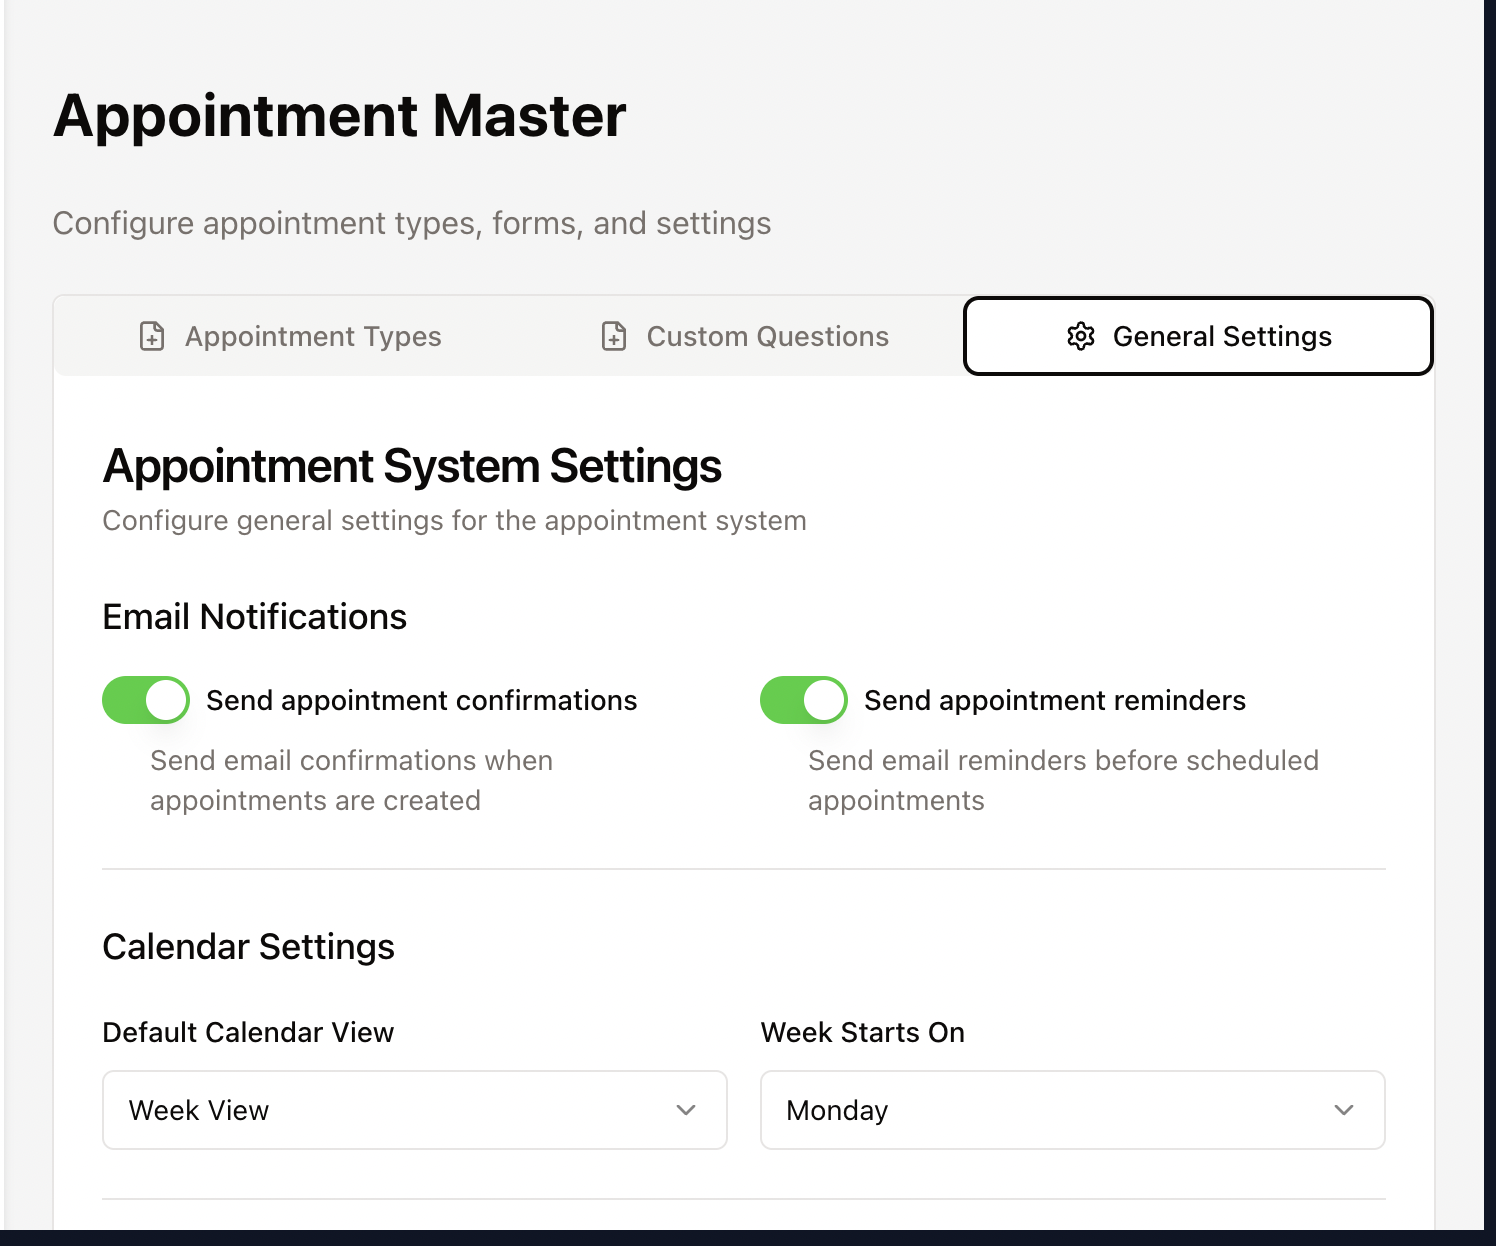 Appointment Master
Configure appointment types, forms, and settings
Appointment Types
Custom Questions
General Settings
Appointment System Settings
Configure general settings for the appointment system
Email Notifications
Send appointment confirmations
Send email confirmations when
appointments are created
Send appointment reminders
Send email reminders before scheduled
appointments
Calendar Settings
Default Calendar View
Week View
Week Starts On
Monday